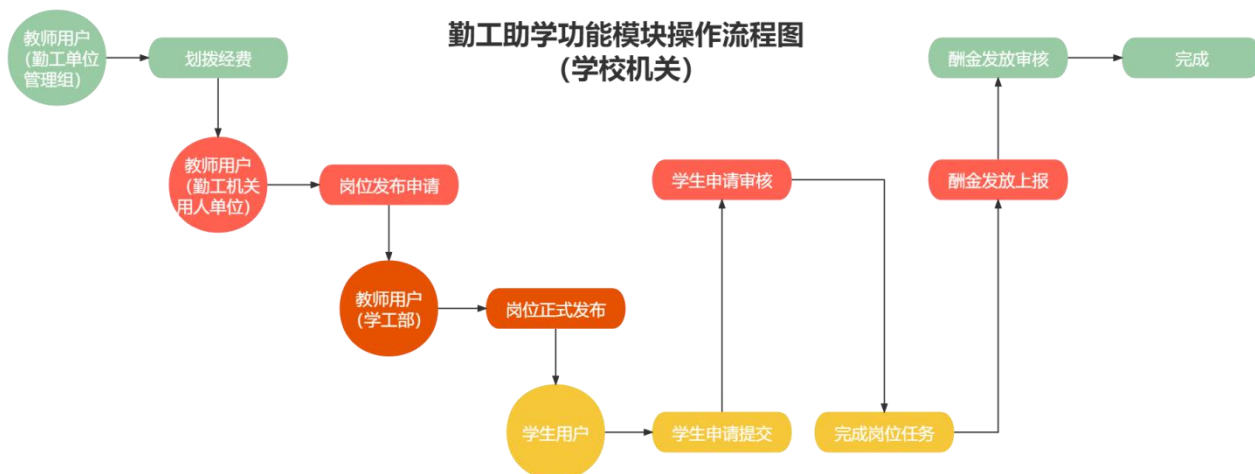 勤工助学功能模块操作流程图
（学校机关）
教师用户
（勤工单位
管理组）
划拨经费
酬金发放审核
完成
教师用户
（勤工机关
用人单位）
岗位发布申请
学生申请审核
酬金发放上报
教师用户
（学工部）
岗位正式发布
学生用户
学生申请提交
完成岗位任务